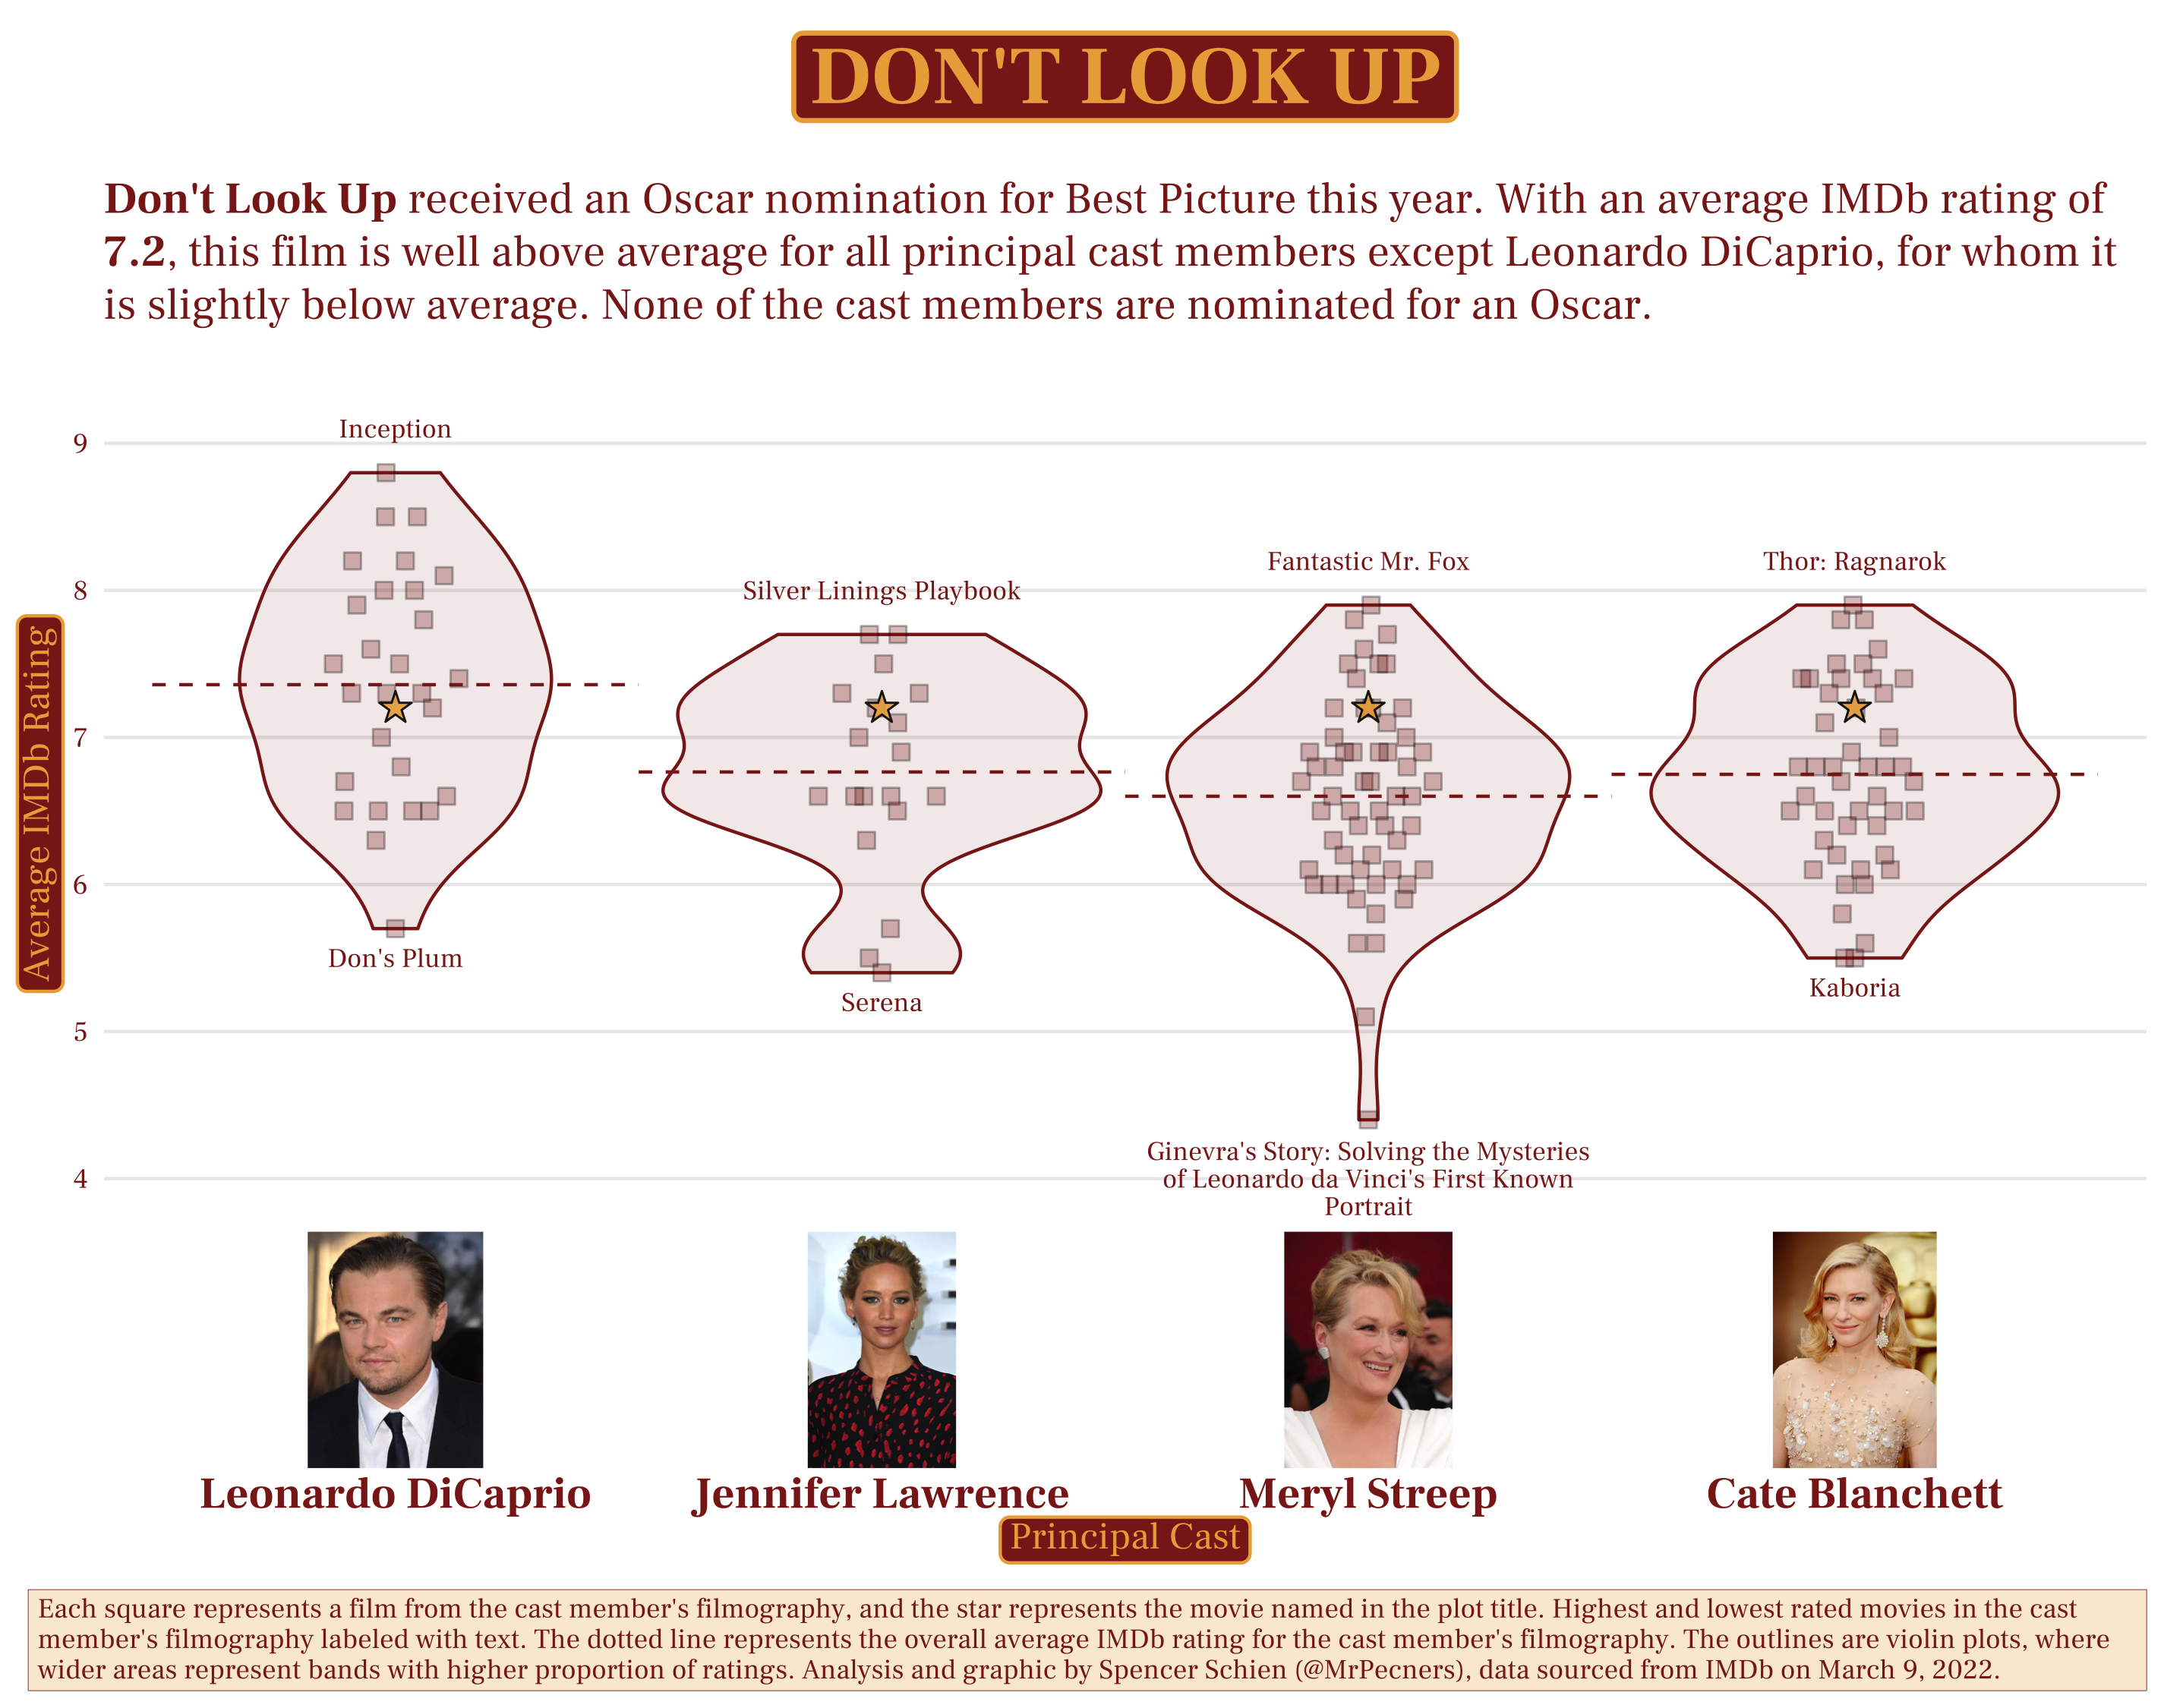 DON'T LOOK UP
Don't Look Up received an Oscar nomination for Best Picture this year. With an average IMDb rating of
7.2, this film is well above average for all principal cast members except Leonardo DiCaprio, for whom it
is slightly below average. None of the cast members are nominated for an Oscar.
Average IMDb Rating
9
8
7
6
5
4
Inception
Don's Plum
Silver Linings Playbook
Serena
Fantastic Mr. Fox
Ginevra's Story: Solving the Mysteries
of Leonardo da Vinci's First Known
Portrait
Thor: Ragnarok
Kaboria
Leonardo DiCaprio
Jennifer Lawrence
Meryl Streep
Cate Blanchett
Principal Cast
Each square represents a film from the cast member's filmography, and the star represents the movie named in the plot title. Highest and lowest rated movies in the cast
member's filmography labeled with text. The dotted line represents the overall average IMDb rating for the cast member's filmography. The outlines are violin plots, where
wider areas represent bands with higher proportion of ratings. Analysis and graphic by Spencer Schien (@MrPecners), data sourced from IMDb on March 9, 2022.